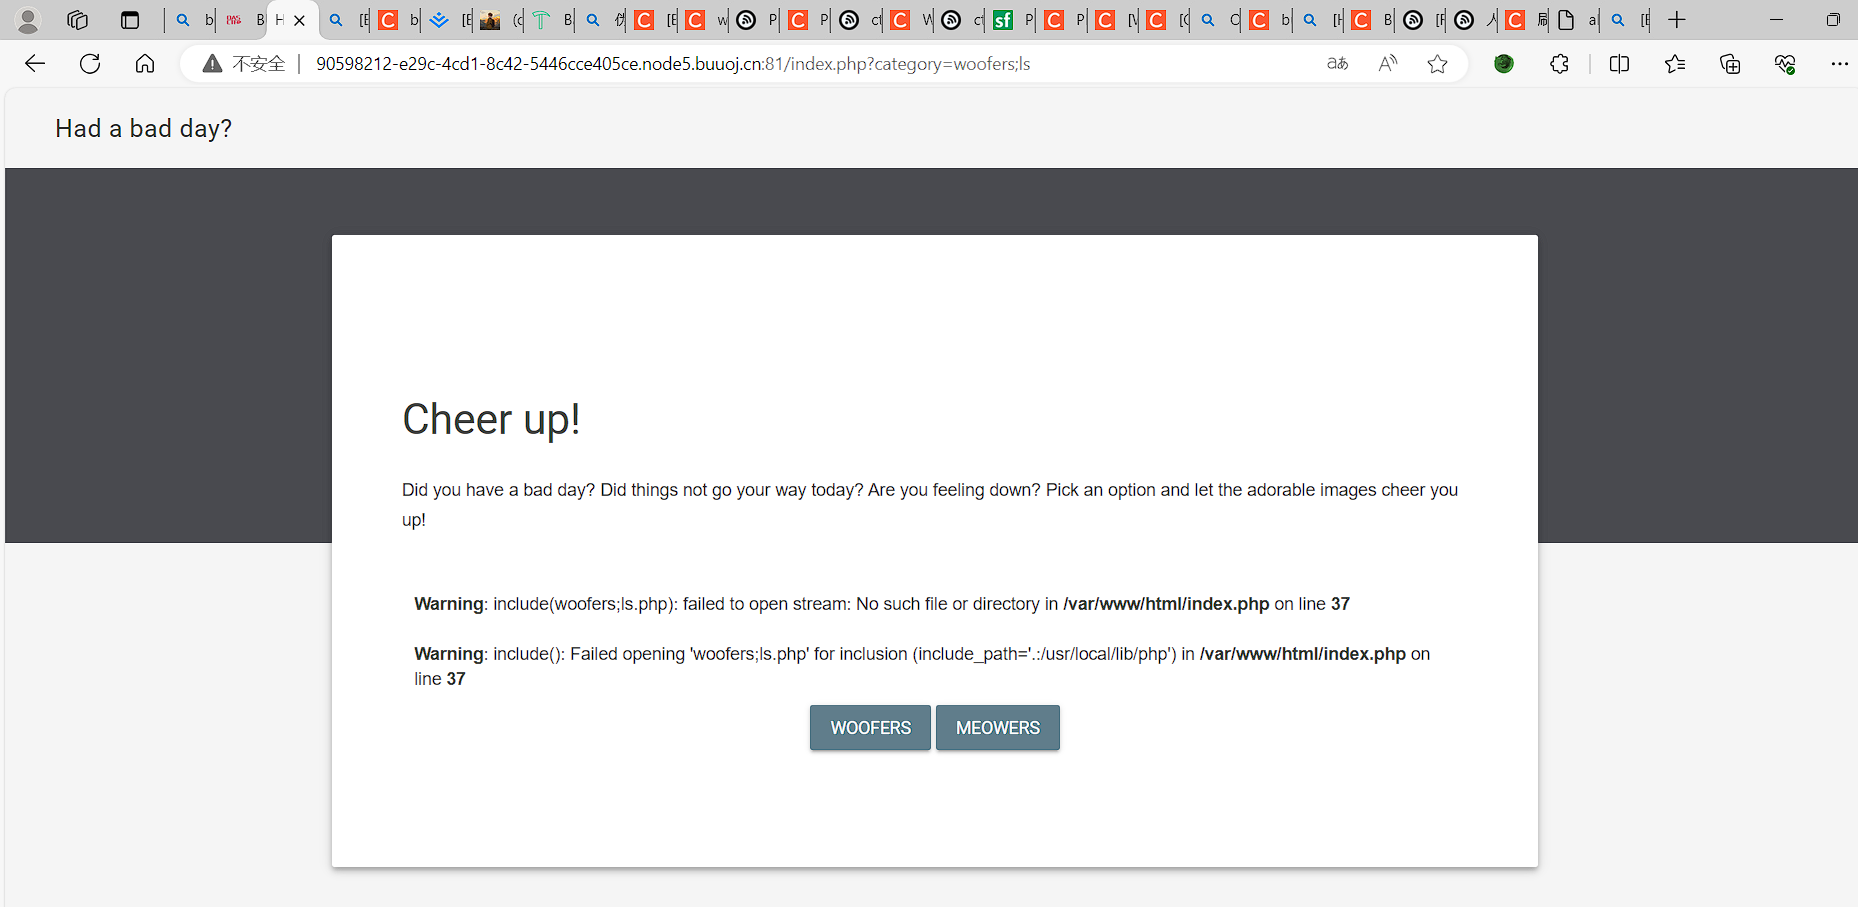 不安全
90598212-e29c-4cd1-8c42-5446cce405ce.node5.buuoj.cn:81/index.php?category=woofers;ls
Had a bad day?
Cheer up!
Did you have a bad day? Did things not go your way today? Are you feeling down? Pick an option and let the adorable images cheer you
up!
Warning: include(woofers;ls.php): failed to open stream: No such file or directory in /var/www/html/index.php on line 37
Warning: include(): Failed opening 'woofers;ls.php' for inclusion (include_path='.:/usr/local/lib/php') in /var/www/html/index.php on
line 37
WOOFERS MEOWERS